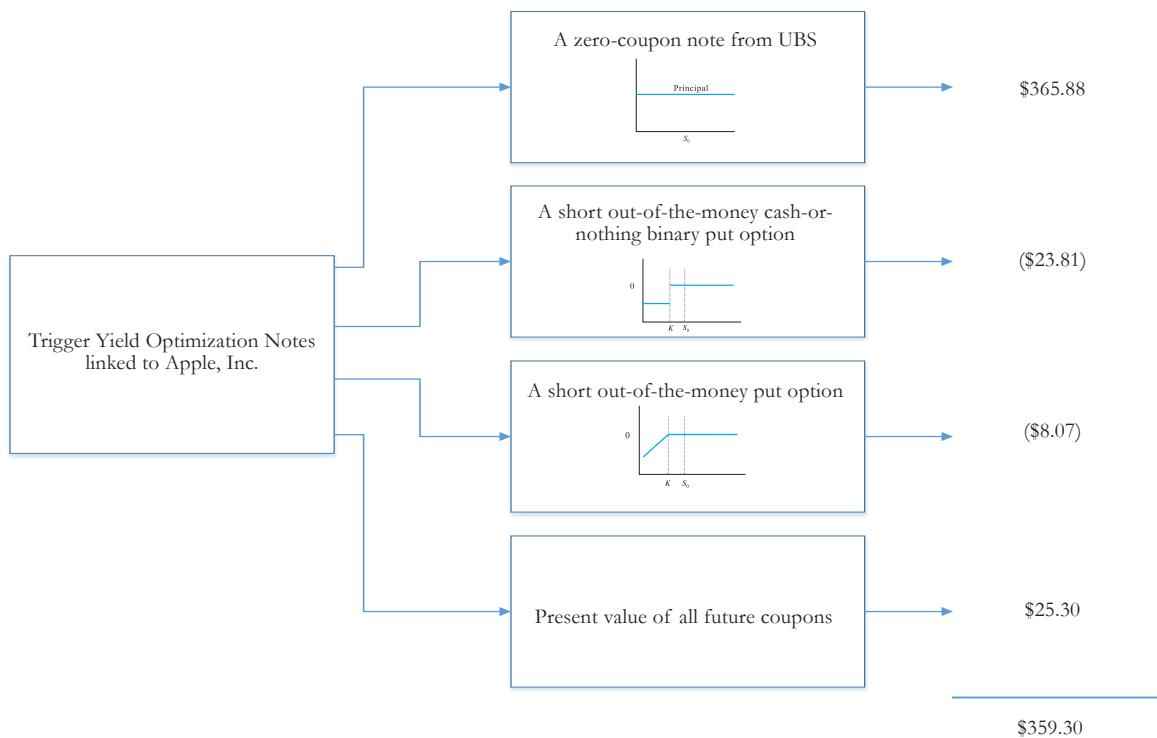 A zero-coupon note from UBS
Principal
S₀
$365.88
A short out-of-the-money cash-or-
nothing binary put option
0
K S₀
($23.81)
Trigger Yield Optimization Notes
linked to Apple, Inc.
A short out-of-the-money put option
0
K S₀
($8.07)
Present value of all future coupons
$25.30
$359.30